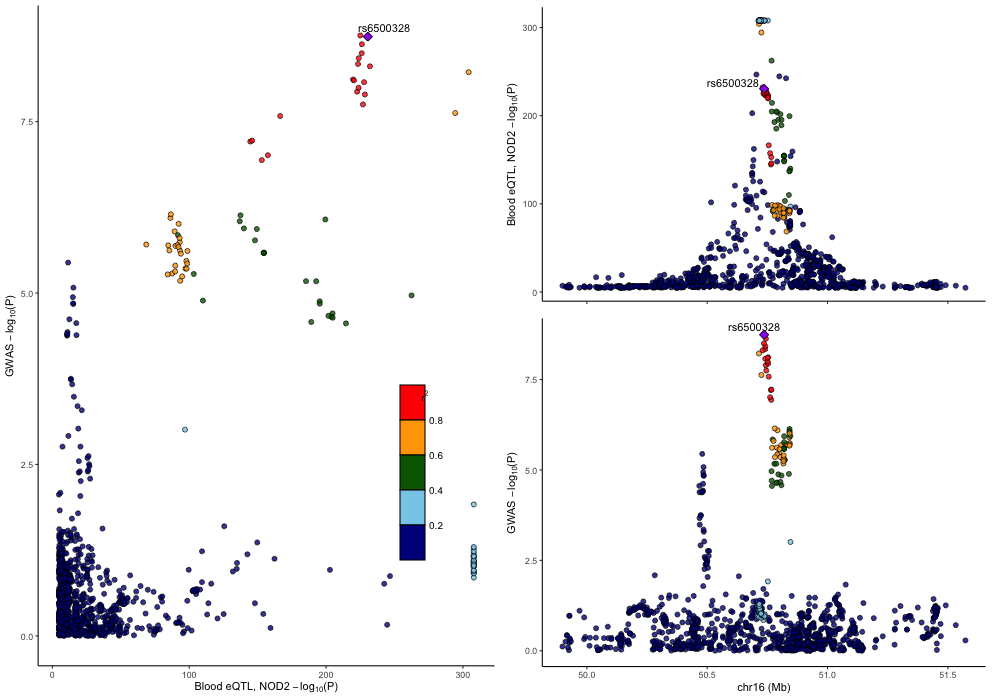 rs6500328
7.5
5.0
2.5
0.0
GWAS −log10(P)
0
100
200
300
Blood eQTL, NOD2 −log10(P)
r2
0.8
0.6
0.4
0.2
rs6500328
300
200
100
0
Blood eQTL, NOD2 −log10(P)
rs6500328
7.5
5.0
2.5
0.0
GWAS −log10(P)
50.0
50.5
51.0
51.5
chr16 (Mb)